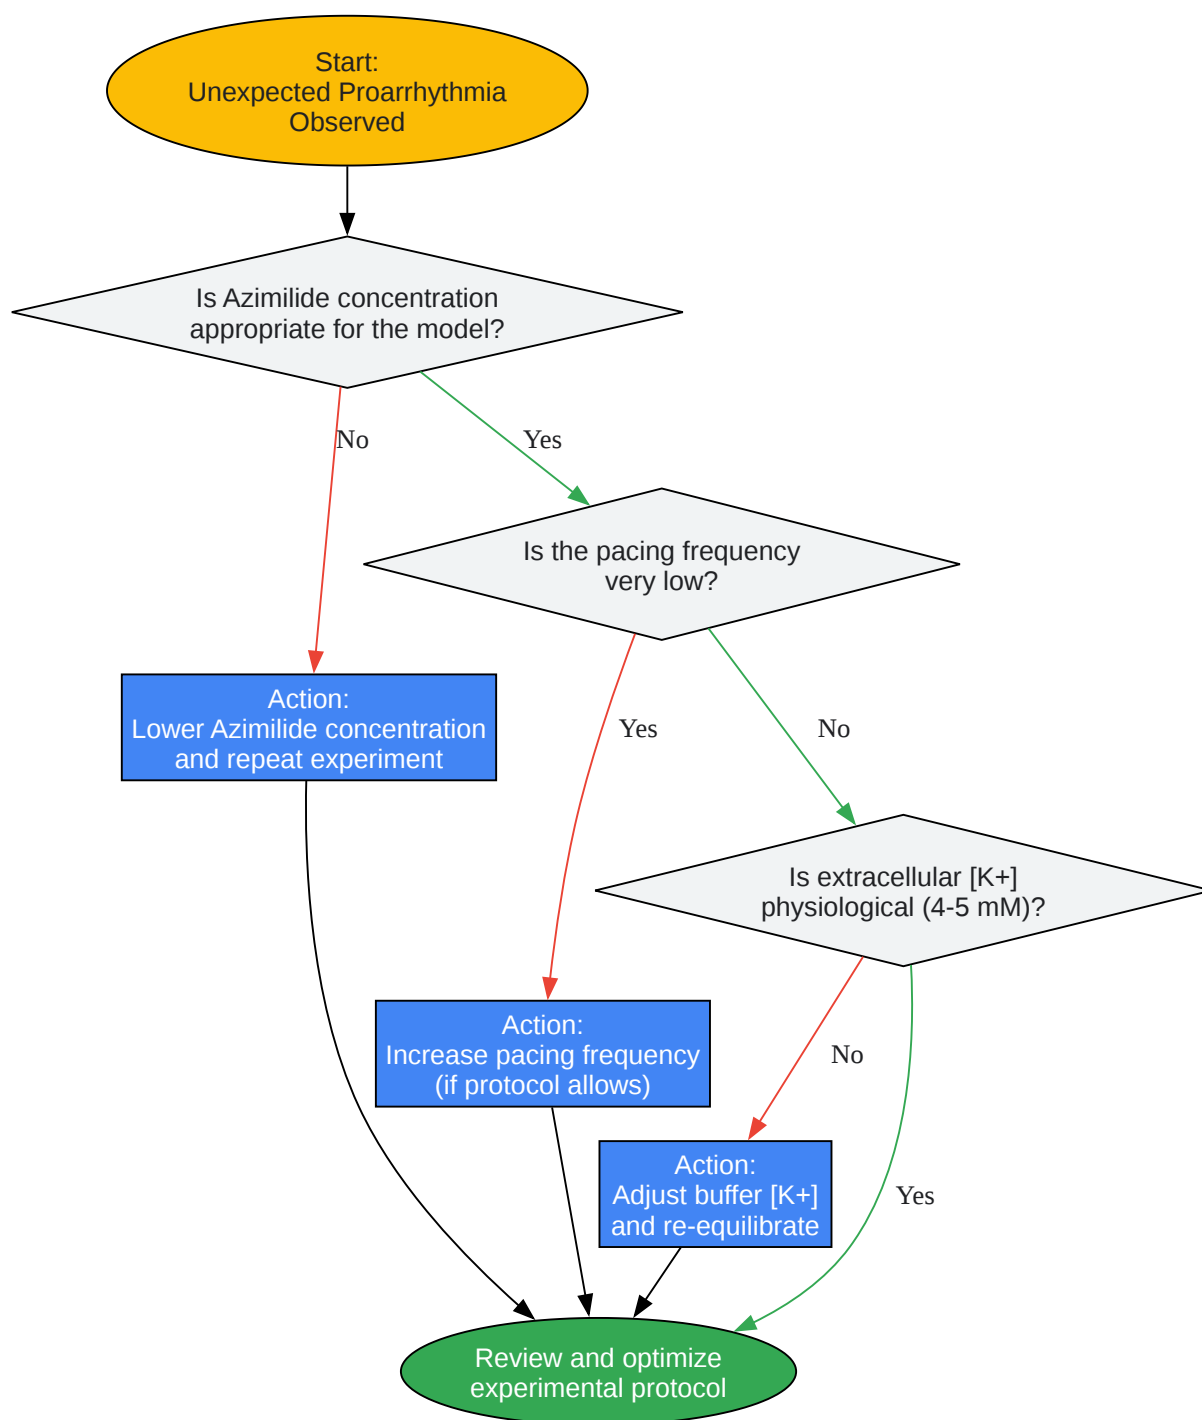 Start:
Unexpected Proarrhythmia
Observed
Is Azimilide concentration
appropriate for the model?
No
Yes
Is the pacing frequency
very low?
Action:
Lower Azimilide concentration
and repeat experiment
Yes
No
Is extracellular [K+]
physiological (4-5 mM)?
Action:
Increase pacing frequency
(if protocol allows)
No
Action:
Adjust buffer [K+]
and re-equilibrate
Yes
Review and optimize
experimental protocol